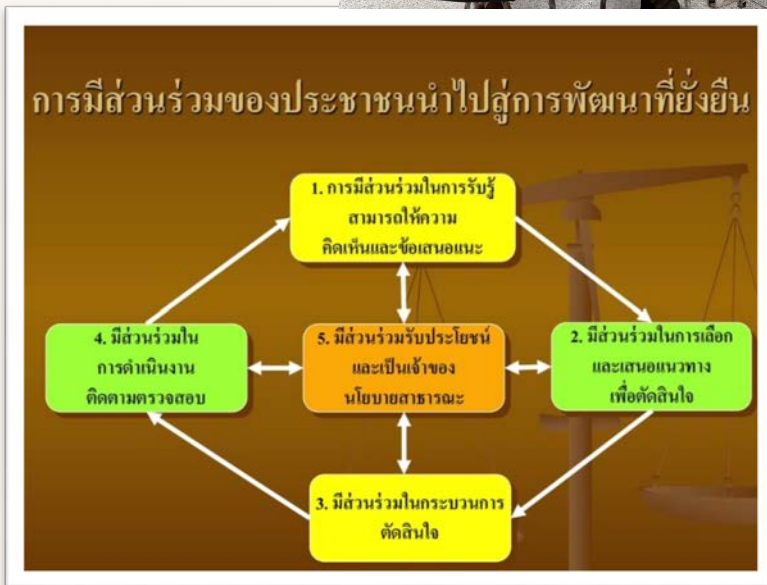 การมีส่วนร่วมของประชาชนนำไปสู่การพัฒนาที่ยั่งยืน
1. การมีส่วนร่วมในการรับรู้
สามารถให้ความ
คิดเห็นและข้อเสนอแนะ
4. มีส่วนร่วมใน
การดำเนินงาน
ติดตามตรวจสอบ
5. มีส่วนร่วมรับประโยชน์
และเป็นเจ้าของ
นโยบายสาธารณะ
2. มีส่วนร่วมในการเลือก
และเสนอแนวทาง
เพื่อตัดสินใจ
3. มีส่วนร่วมในกระบวนการ
ตัดสินใจ